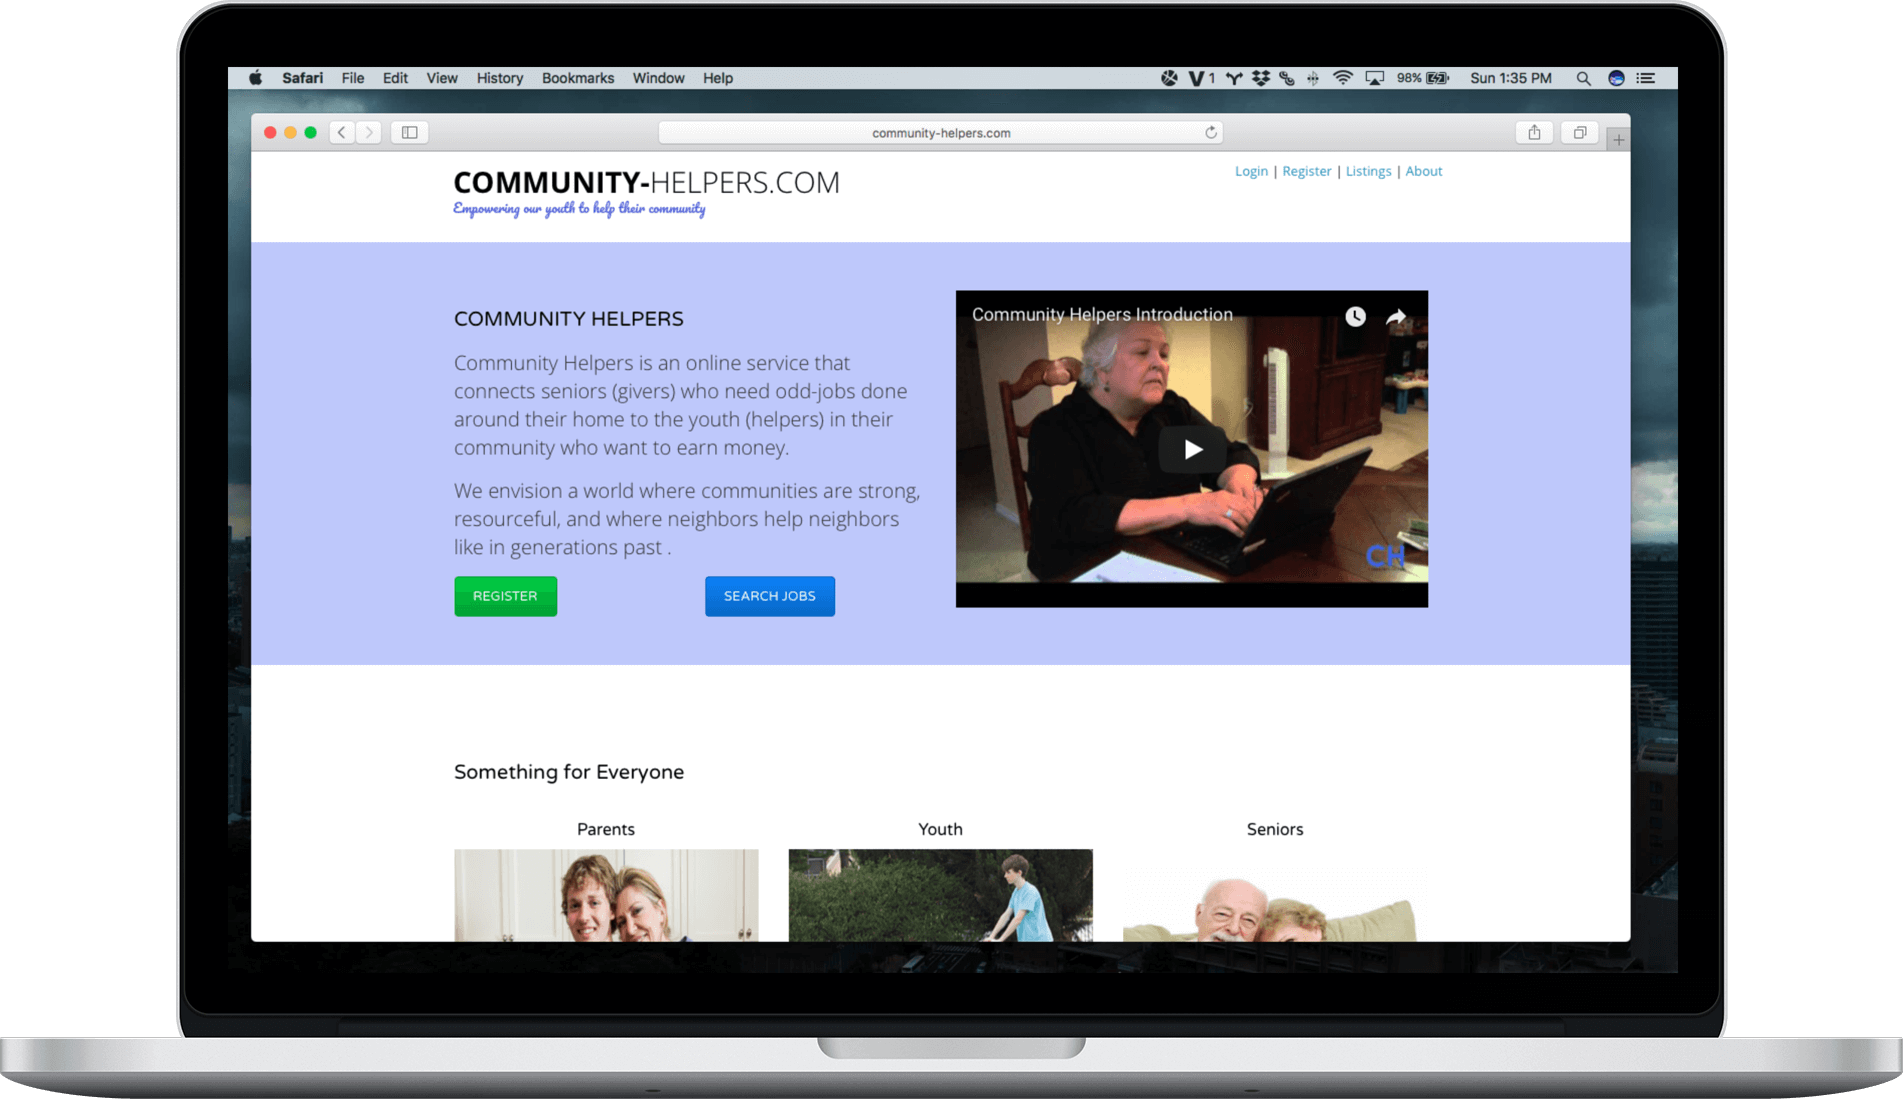 Safari File Edit View History Bookmarks Window Help 1 98% Sun 1:35 PM
community-helpers.com
Login | Register | Listings | About
COMMUNITY-HELPERS.COM
Empowering our youth to help their community
COMMUNITY HELPERS
Community Helpers is an online service that
connects seniors (givers) who need odd-jobs done
around their home to the youth (helpers) in their
community who want to earn money.
We envision a world where communities are strong,
resourceful, and where neighbors help neighbors
like in generations past .
REGISTER SEARCH JOBS
Community Helpers Introduction
CH
Something for Everyone
Parents Youth Seniors